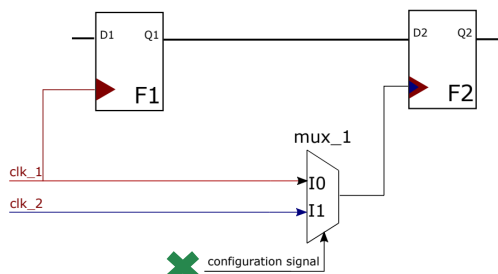 D1 Q1
F1
D2 Q2
F2
mux_1
clk_1
I0
clk_2
I1
configuration signal